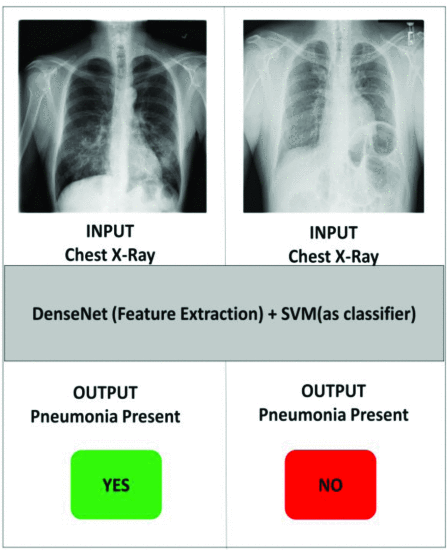 INPUT
Chest X-Ray
INPUT
Chest X-Ray
DenseNet (Feature Extraction) + SVM(as classifier)
OUTPUT
Pneumonia Present
OUTPUT
Pneumonia Present
YES
NO